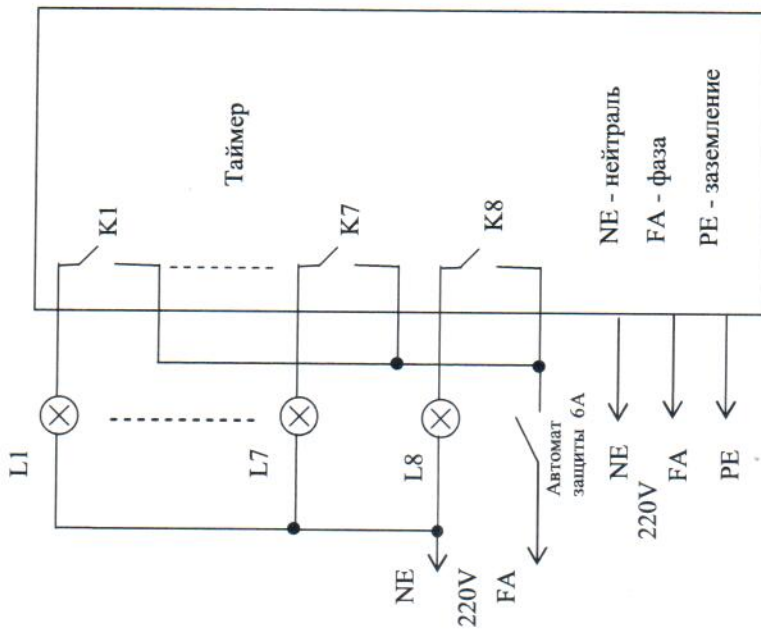 L1
L7
L8
K1
K7
K8
Таймер
Автомат
защиты 6А
NE
220V
FA
NE
220V
FA
PE
NE - нейтраль
FA - фаза
PE - заземление